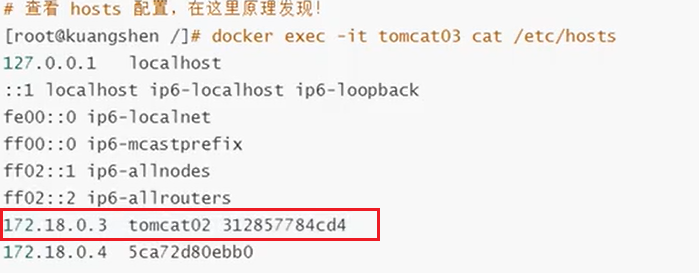 # 查看 hosts 配置，在这里原理发现！
[root@kuangshen /]# docker exec -it tomcat03 cat /etc/hosts
127.0.0.1 localhost
::1 localhost ip6-localhost ip6-loopback
fe00::0 ip6-localnet
ff00::0 ip6-mcastprefix
ff02::1 ip6-allnodes
ff02::2 ip6-allrouters
172.18.0.3 tomcat02 312857784cd4
172.18.0.4 5ca72d80ebb0